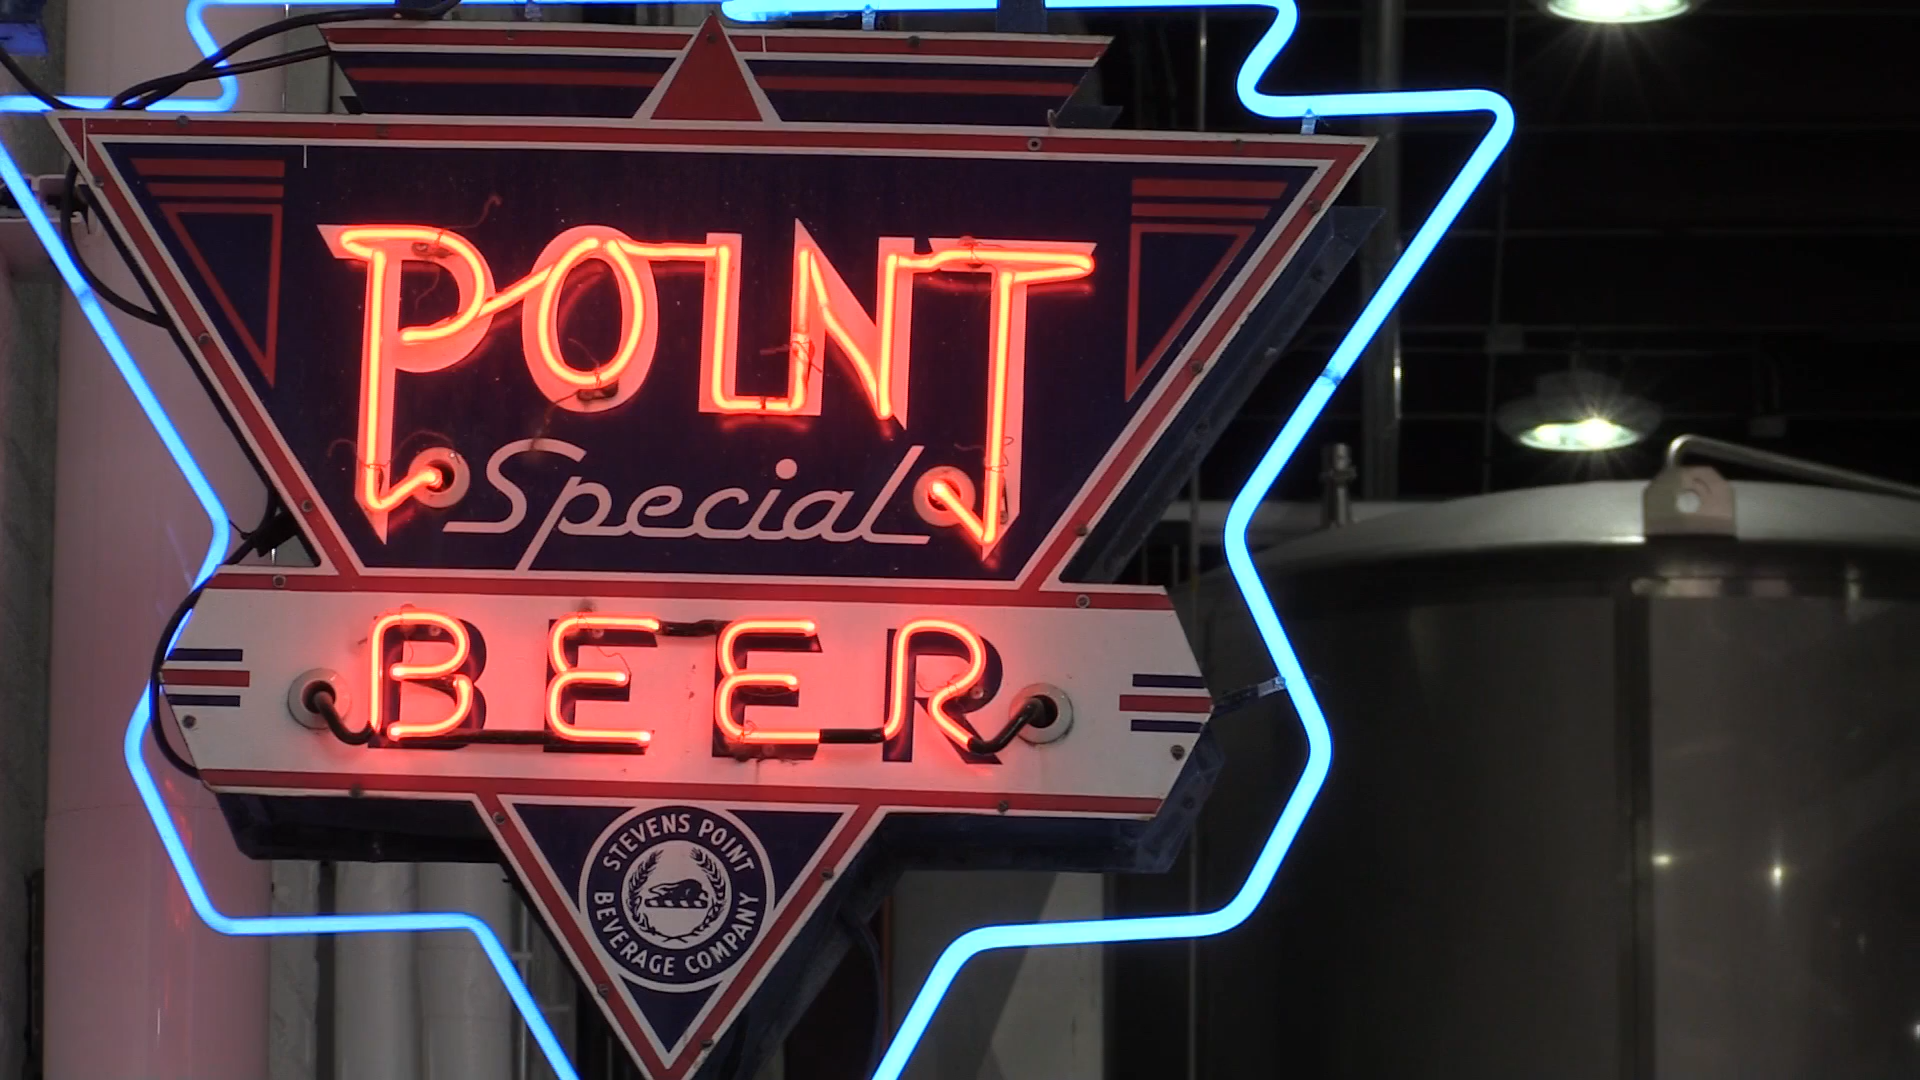 POINT
Special
BEER
STEVENS POINT
BEVERAGE COMPANY